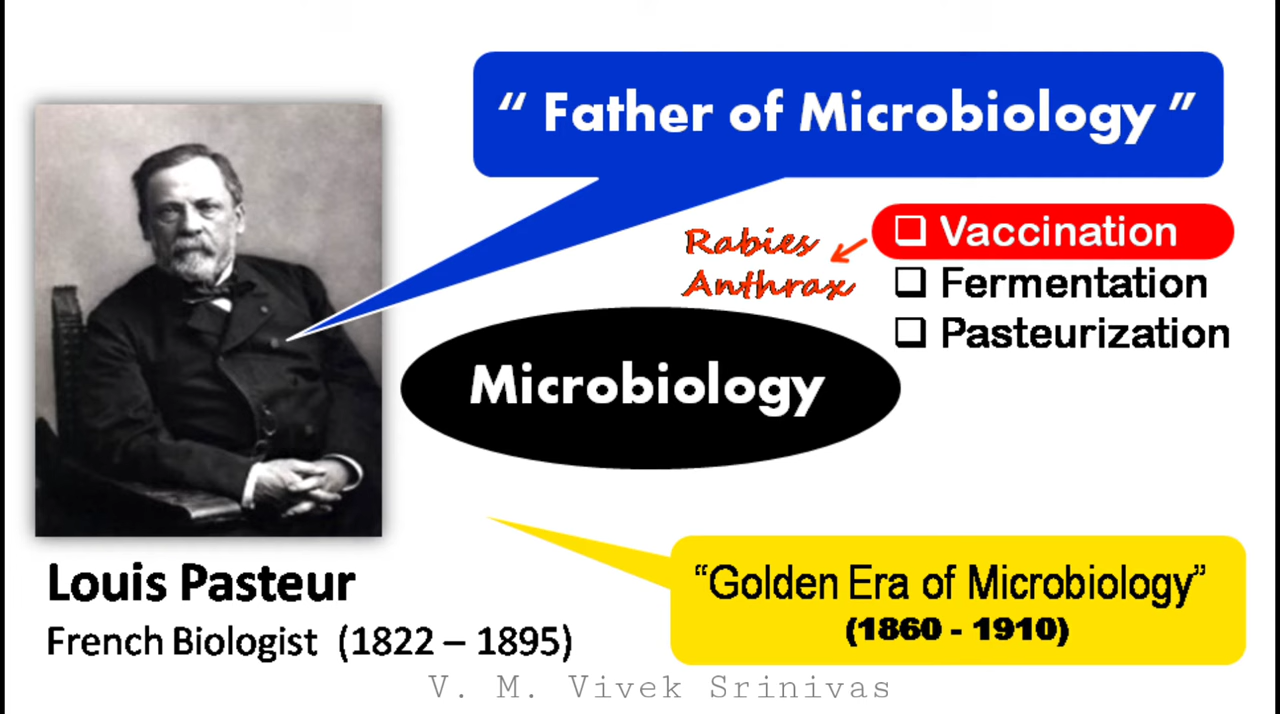 “ Father of Microbiology ”
Rabies
Anthrax
❑ Vaccination
❑ Fermentation
❑ Pasteurization
Microbiology
Louis Pasteur
French Biologist (1822 – 1895)
“Golden Era of Microbiology”
(1860 - 1910)
V. M. Vivek Srinivas